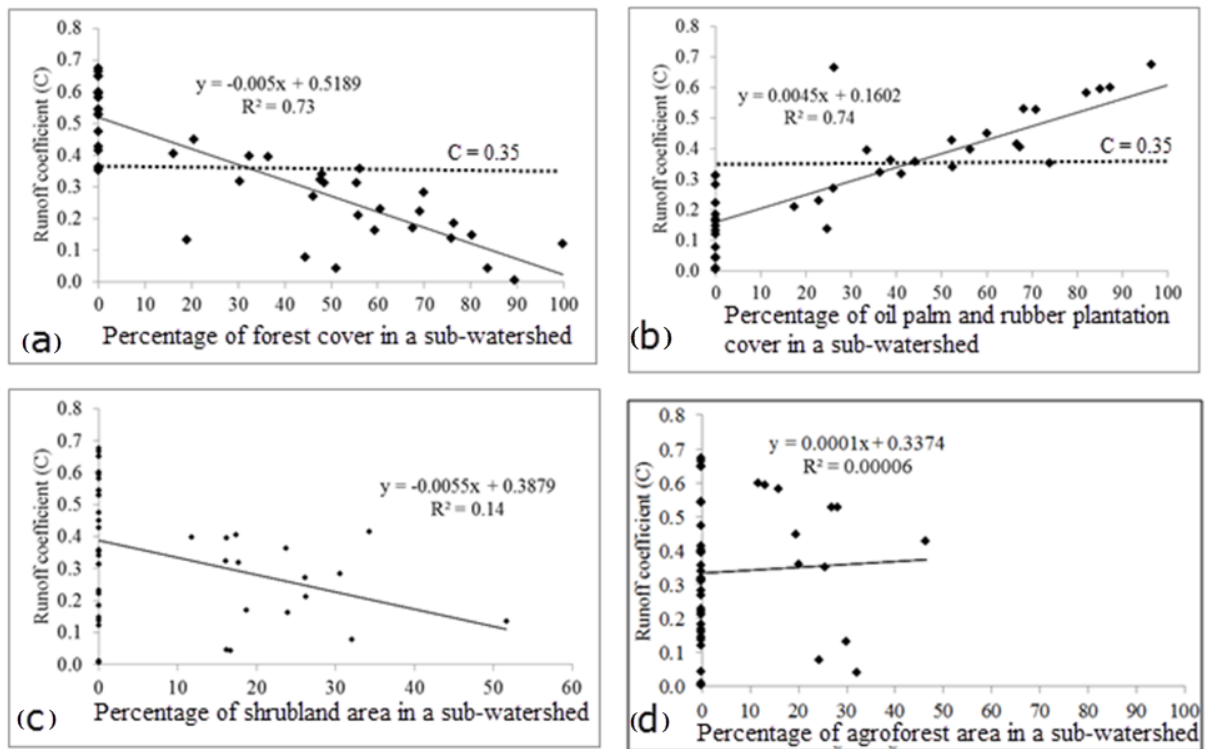 0.8
0.7
0.6
0.5
0.4
0.3
0.2
0.1
0.0
Runoff coefficient (C)
y = -0.005x + 0.5189
R² = 0.73
C = 0.35
0 10 20 30 40 50 60 70 80 90 100
(a) Percentage of forest cover in a sub-watershed
0.8
0.7
0.6
0.5
0.4
0.3
0.2
0.1
0.0
Runoff coefficient (C)
y = 0.0045x + 0.1602
R² = 0.74
C = 0.35
0 10 20 30 40 50 60 70 80 90 100
(b) Percentage of oil palm and rubber plantation
cover in a sub-watershed
0.8
0.7
0.6
0.5
0.4
0.3
0.2
0.1
0.0
Runoff coefficient (C)
y = -0.0055x + 0.3879
R² = 0.14
0 10 20 30 40 50 60
(c) Percentage of shrubland area in a sub-watershed
0.8
0.7
0.6
0.5
0.4
0.3
0.2
0.1
0.0
Runoff coefficient (C)
y = 0.0001x + 0.3374
R² = 0.00006
0 10 20 30 40 50 60 70 80 90 100
(d) Percentage of agroforest area in a sub-watershed